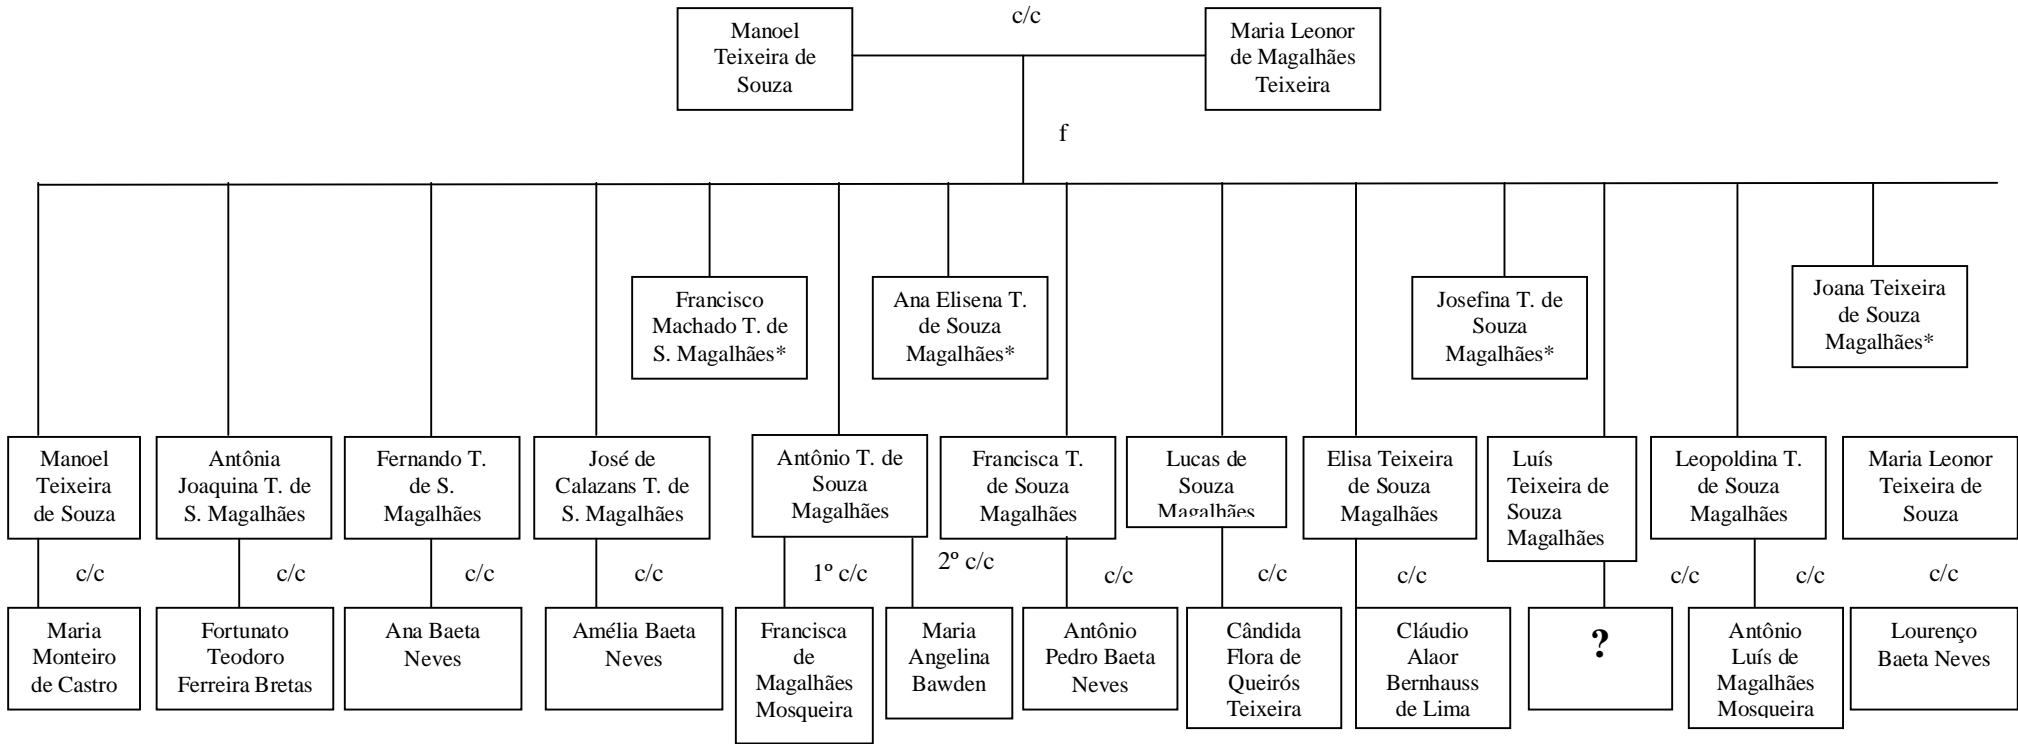 c/c
Manoel
Teixeira de
Souza
Maria Leonor
de Magalhães
Teixeira
f
Francisco
Machado T. de
S. Magalhães*
Ana Elisena T.
de Souza
Magalhães*
Josefina T. de
Souza
Magalhães*
Joana Teixeira
de Souza
Magalhães*
Manoel
Teixeira
de Souza
Antônia
Joaquina T. de
S. Magalhães
Fernando T.
de S.
Magalhães
José de
Calazans T. de
S. Magalhães
Antônio T. de
Souza
Magalhães
Francisca T.
de Souza
Magalhães
Lucas de
Souza
Magalhães
Elisa Teixeira
de Souza
Magalhães
Luís
Teixeira de
Souza
Magalhães
Leopoldina T.
de Souza
Magalhães
Maria Leonor
Teixeira de
Souza
c/c
c/c
c/c
c/c
1º c/c
2º c/c
c/c
c/c
c/c
c/c
c/c
c/c
Maria
Monteiro
de Castro
Fortunato
Teodoro
Ferreira Bretas
Ana Baeta
Neves
Amélia Baeta
Neves
Francisca
de
Magalhães
Mosqueira
Maria
Angelina
Bawden
Antônio
Pedro Baeta
Neves
Cândida
Flora de
Queirós
Teixeira
Cláudio
Alaor
Bernhauss
de Lima
?
Antônio
Luís de
Magalhães
Mosqueira
Lourenço
Baeta Neves